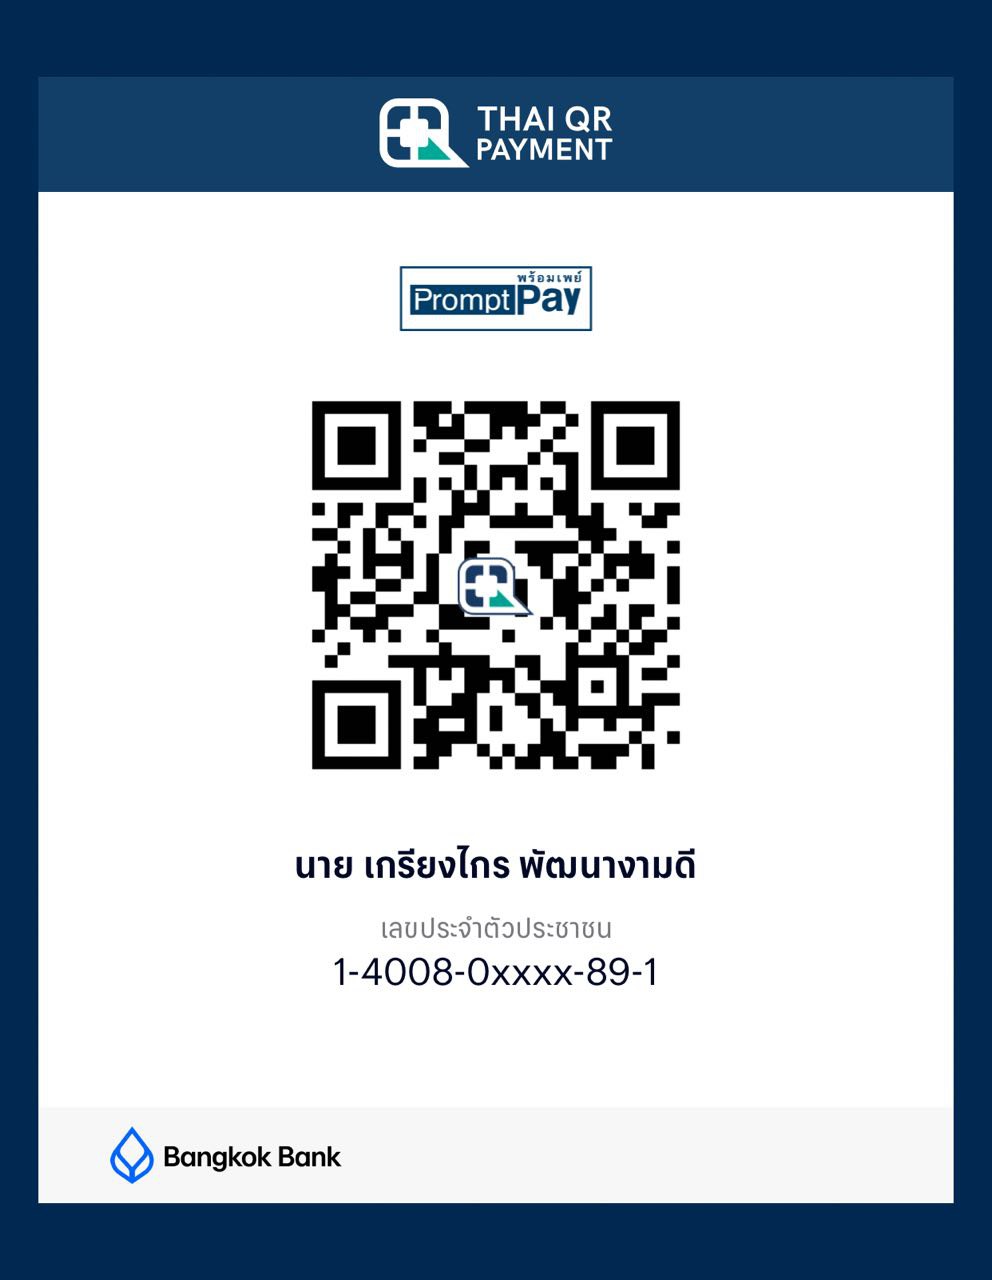 THAI QR
PAYMENT
พร้อมเพย์
PromptPay
นาย เกรียงไกร พัฒนางามดี
เลขประจำตัวประชาชน
1-4008-0xxxx-89-1
Bangkok Bank